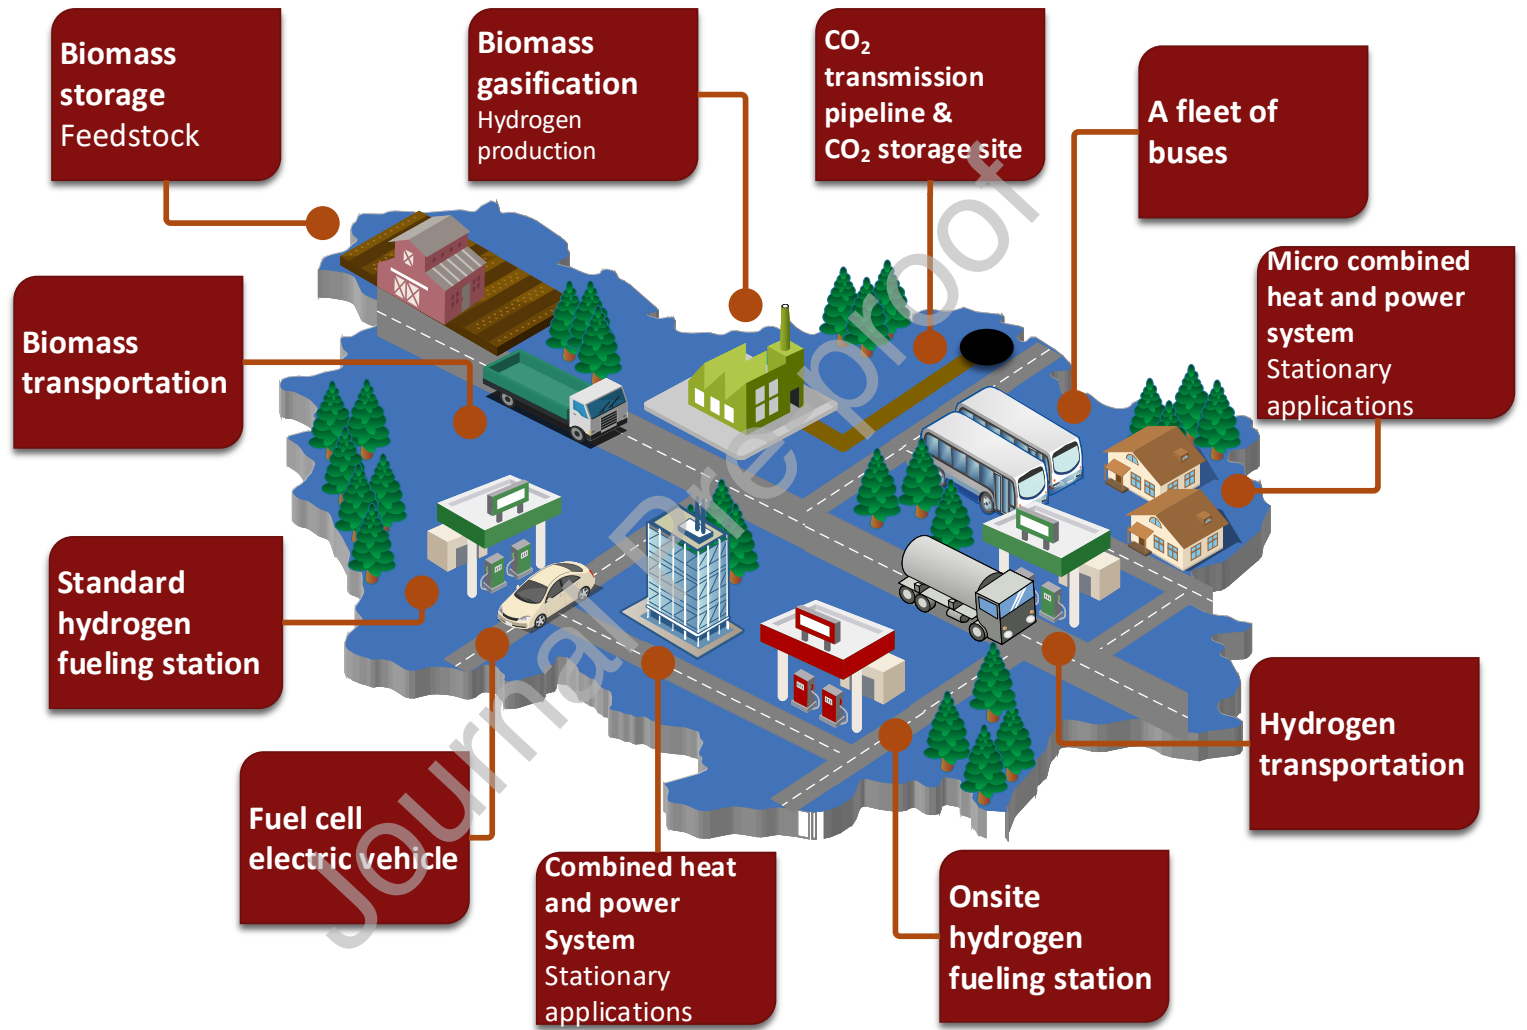 Biomass
storage
Feedstock
Biomass
gasification
Hydrogen
production
CO₂
transmission
pipeline &
CO₂ storage site
A fleet of
buses
Micro combined
heat and power
system
Stationary
applications
Biomass
transportation
Standard
hydrogen
fueling station
Hydrogen
transportation
Fuel cell
electric vehicle
Combined heat
and power
System
Stationary
applications
Onsite
hydrogen
fueling station
Journal Pre-proof